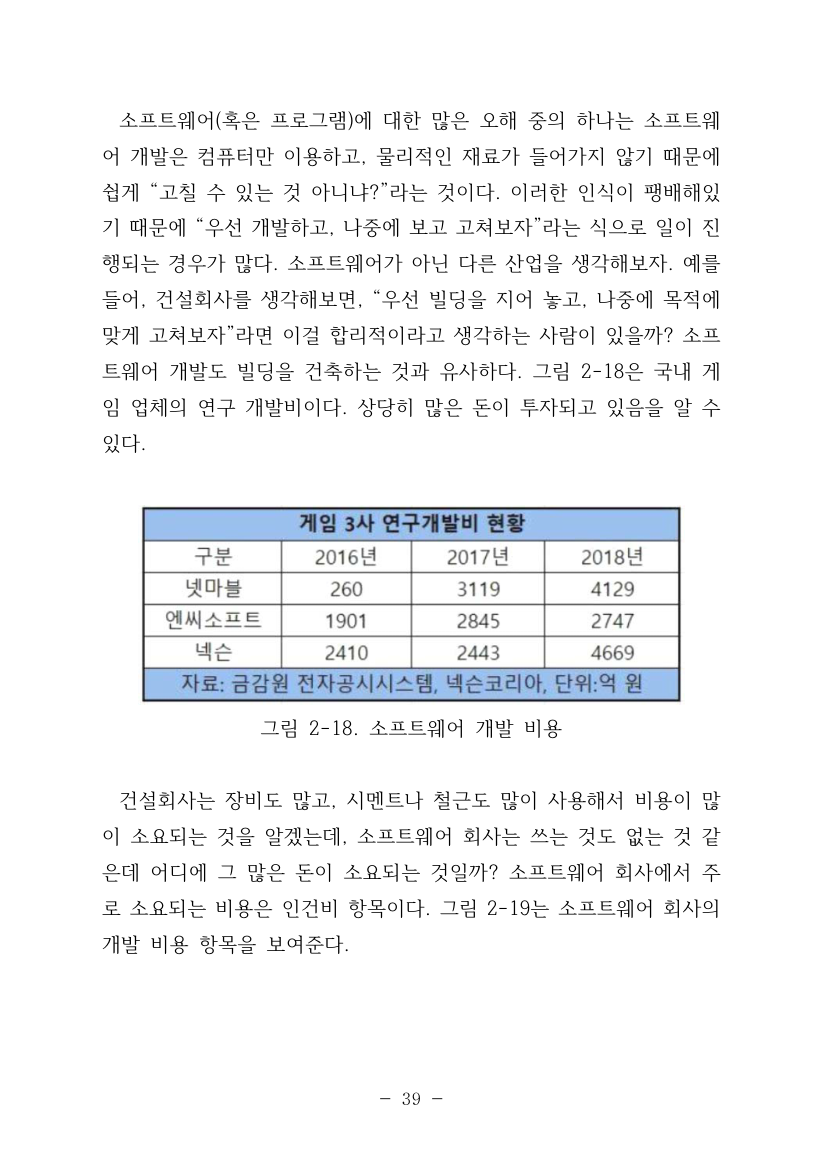 소프트웨어(혹은 프로그램)에 대한 많은 오해 중의 하나는 소프트웨
어 개발은 컴퓨터만 이용하고, 물리적인 재료가 들어가지 않기 때문에
쉽게 “고칠 수 있는 것 아니냐?”라는 것이다. 이러한 인식이 팽배해있
기 때문에 “우선 개발하고, 나중에 보고 고쳐보자”라는 식으로 일이 진
행되는 경우가 많다. 소프트웨어가 아닌 다른 산업을 생각해보자. 예를
들어, 건설회사를 생각해보면, “우선 빌딩을 지어 놓고, 나중에 목적에
맞게 고쳐보자”라면 이걸 합리적이라고 생각하는 사람이 있을까? 소프
트웨어 개발도 빌딩을 건축하는 것과 유사하다. 그림 2-18은 국내 게
임 업체의 연구 개발비이다. 상당히 많은 돈이 투자되고 있음을 알 수
있다.
게임 3사 연구개발비 현황
구분 2016년 2017년 2018년
넷마블 260 3119 4129
엔씨소프트 1901 2845 2747
넥슨 2410 2443 4669
자료: 금감원 전자공시시스템, 넥슨코리아, 단위:억 원
그림 2-18. 소프트웨어 개발 비용
건설회사는 장비도 많고, 시멘트나 철근도 많이 사용해서 비용이 많
이 소요되는 것을 알겠는데, 소프트웨어 회사는 쓰는 것도 없는 것 같
은데 어디에 그 많은 돈이 소요되는 것일까? 소프트웨어 회사에서 주
로 소요되는 비용은 인건비 항목이다. 그림 2-19는 소프트웨어 회사의
개발 비용 항목을 보여준다.
- 39 -